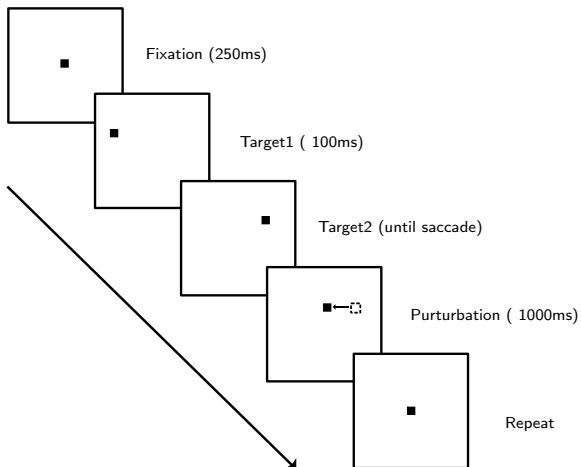 Fixation (250ms)
Target1 ( 100ms)
Target2 (until saccade)
Purturbation ( 1000ms)
Repeat